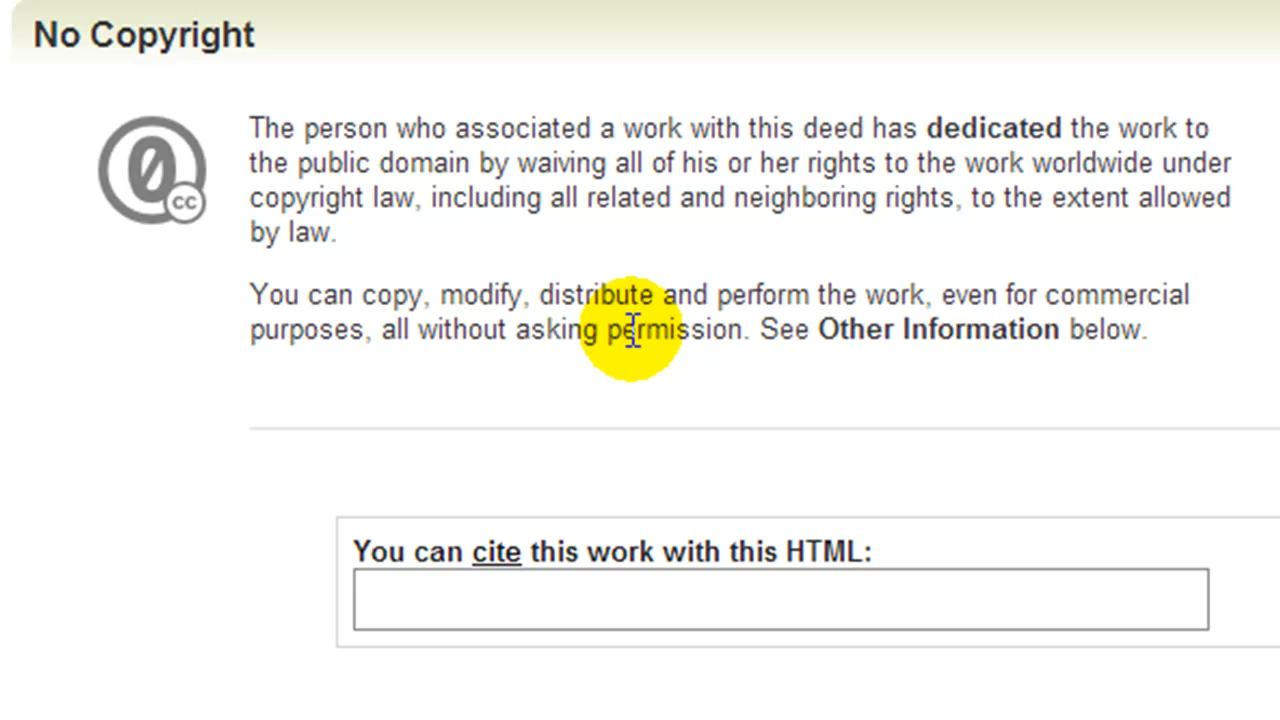 No Copyright
The person who associated a work with this deed has dedicated the work to
the public domain by waiving all of his or her rights to the work worldwide under
copyright law, including all related and neighboring rights, to the extent allowed
by law.
0
cc
You can copy, modify, distribute and perform the work, even for commercial
purposes, all without asking permission. See Other Information below.
You can cite this work with this HTML: